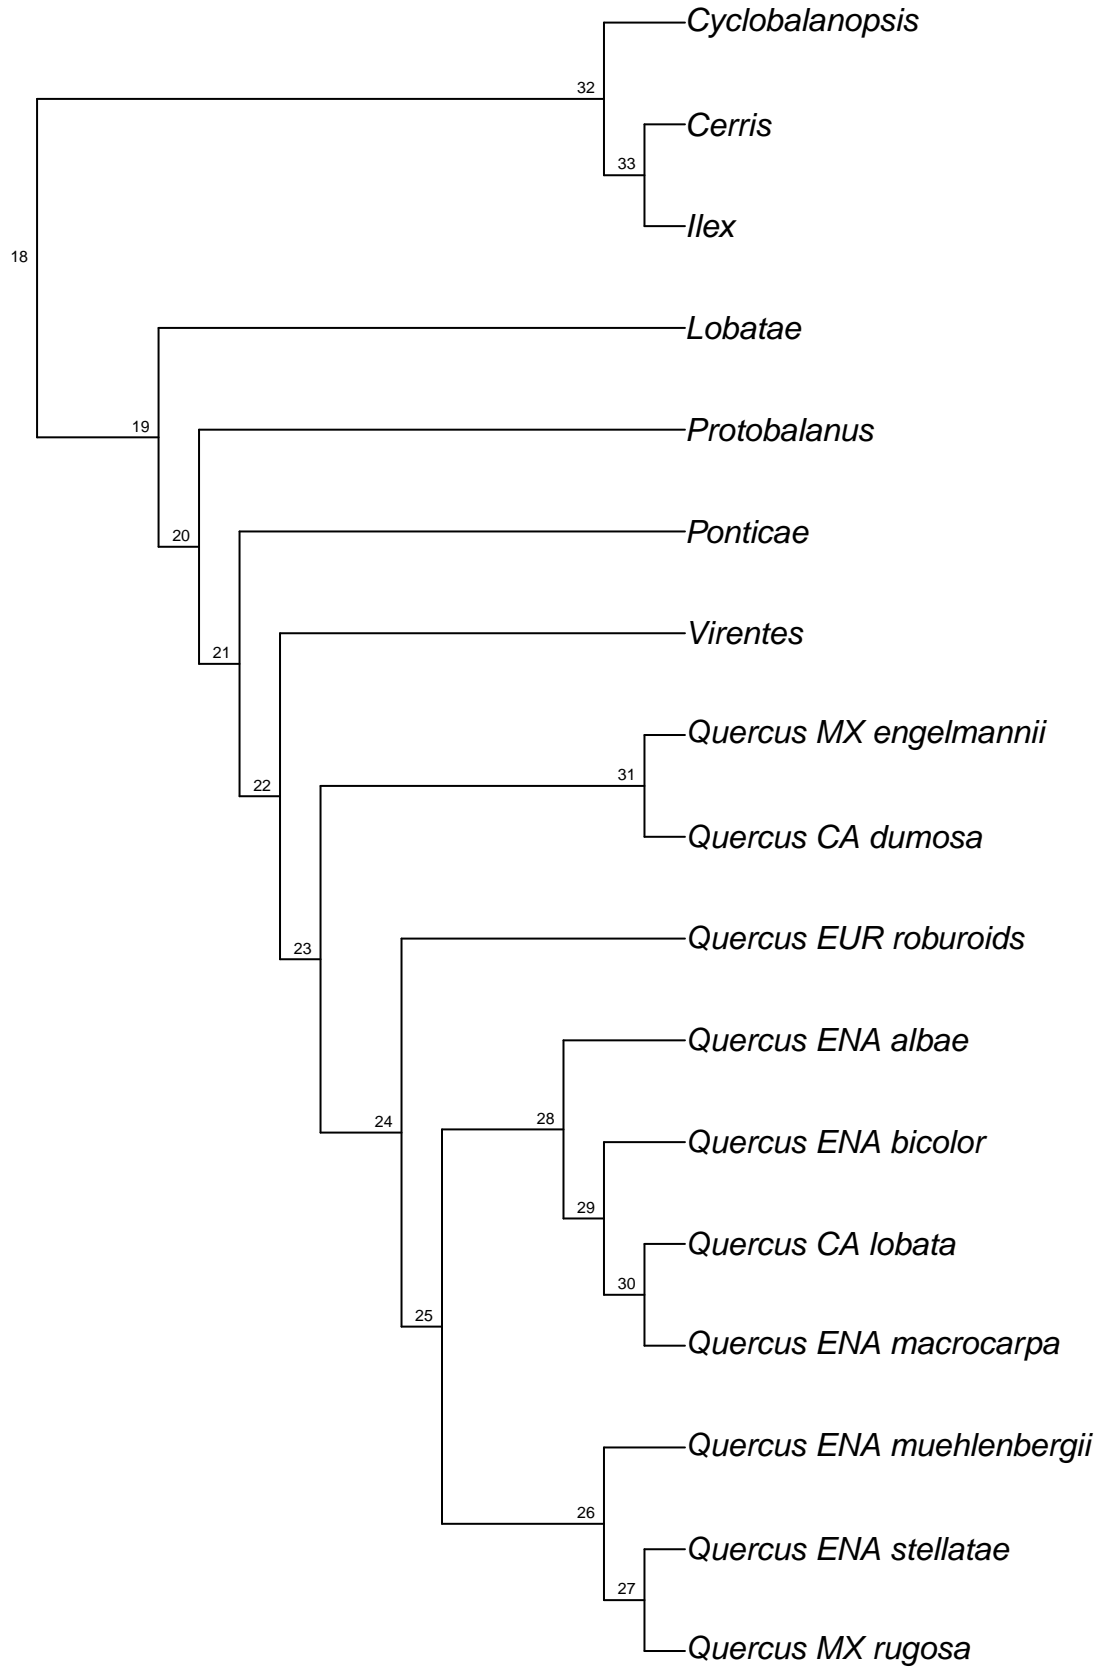 Cyclobalanopsis
32
Cerris
33
Ilex
18
Lobatae
19
Protobalanus
20
Ponticae
21
Virentes
Quercus MX engelmannii
31
22
Quercus CA dumosa
Quercus EUR roburoids
23
Quercus ENA albae
28
24
Quercus ENA bicolor
29
Quercus CA lobata
30
25
Quercus ENA macrocarpa
Quercus ENA muehlenbergii
26
Quercus ENA stellatae
27
Quercus MX rugosa